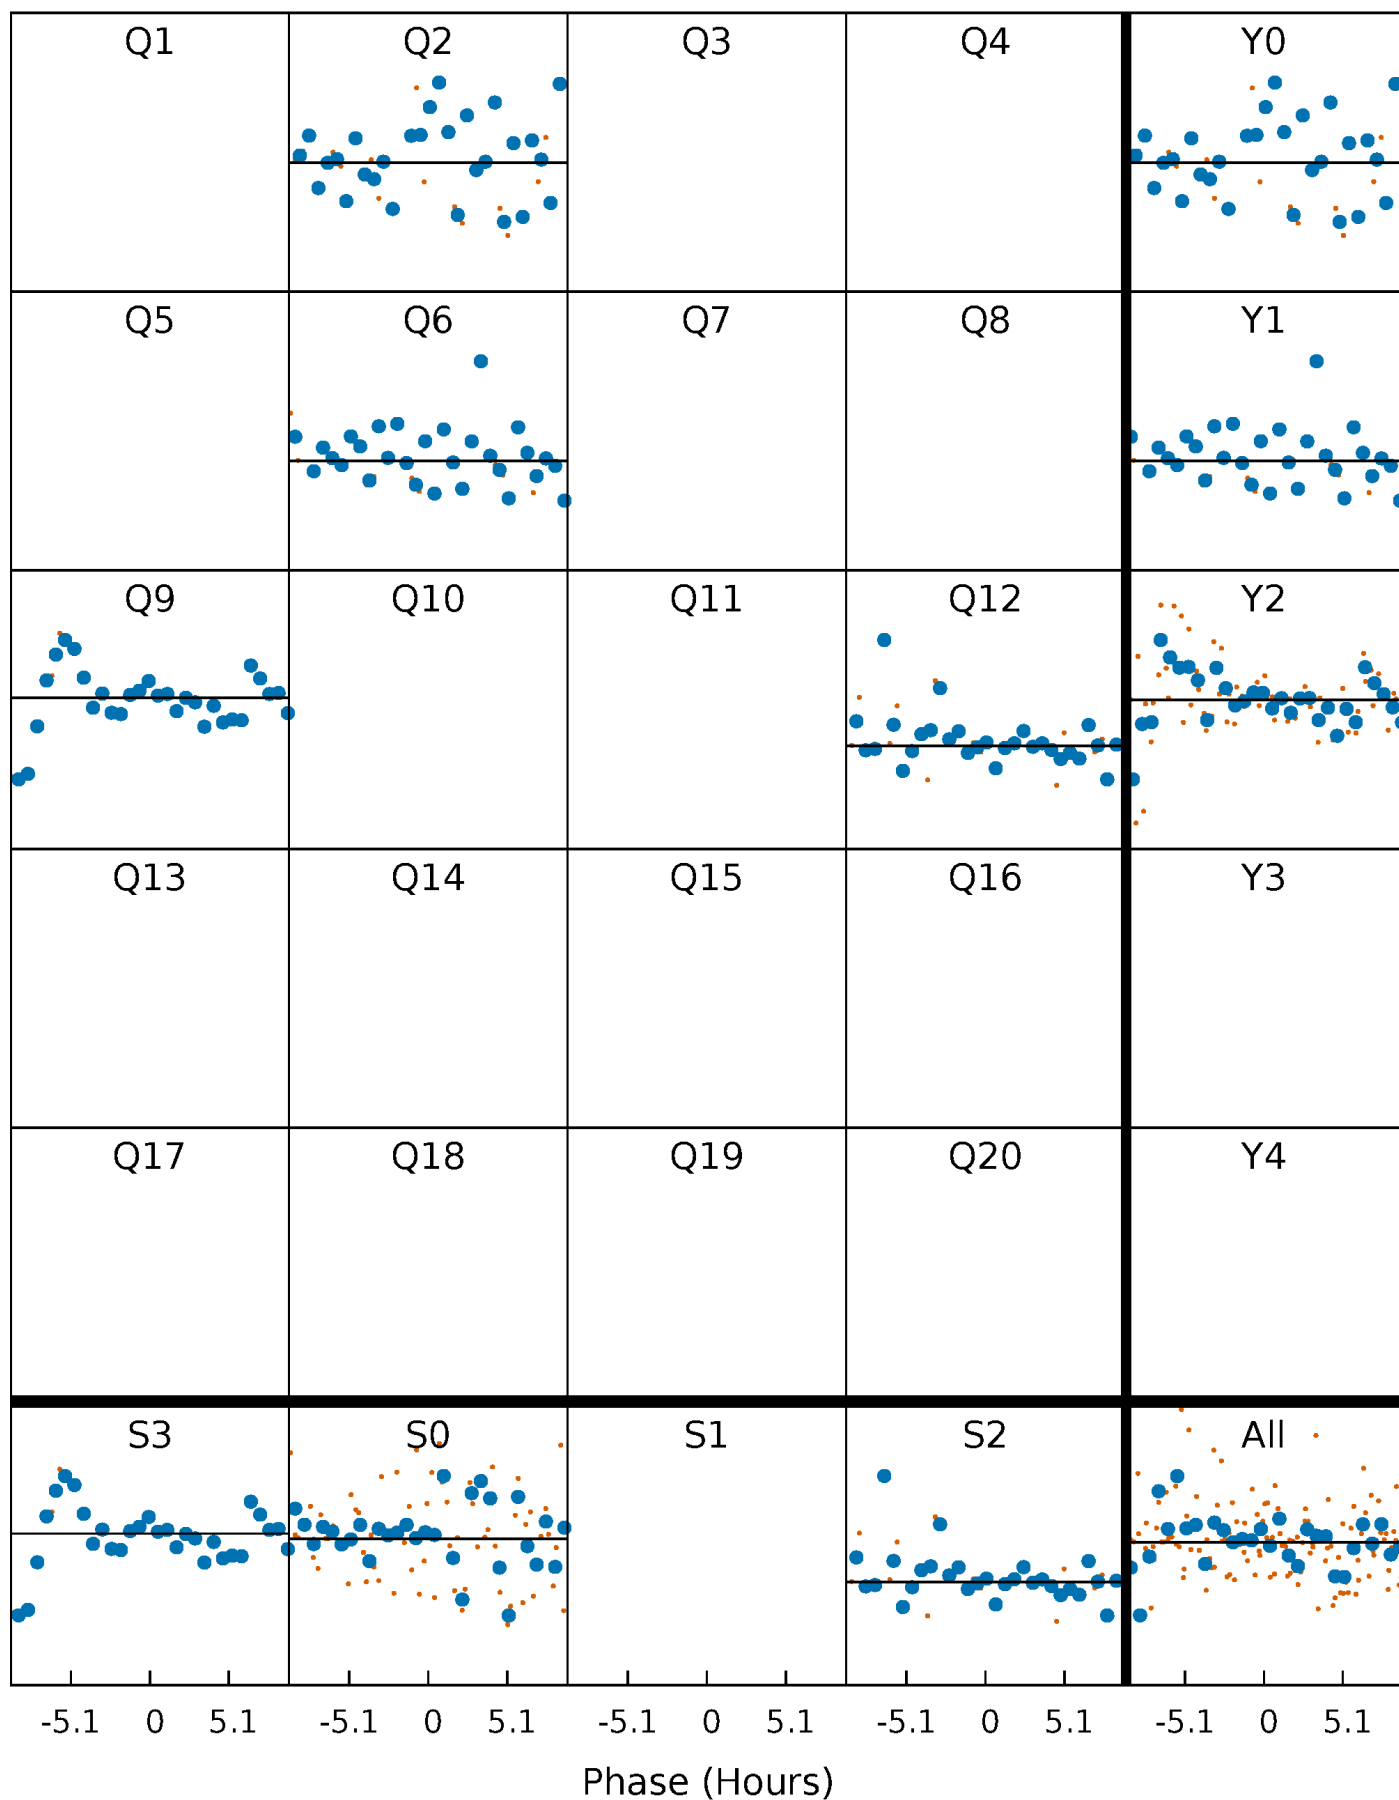 Q1 Q2 Q3 Q4 Y0
Q5 Q6 Q7 Q8 Y1
Q9 Q10 Q11 Q12 Y2
Q13 Q14 Q15 Q16 Y3
Q17 Q18 Q19 Q20 Y4
S3 S0 S1 S2 All
-5.1 0 5.1 -5.1 0 5.1 -5.1 0 5.1 -5.1 0 5.1 -5.1 0 5.1
Phase (Hours)